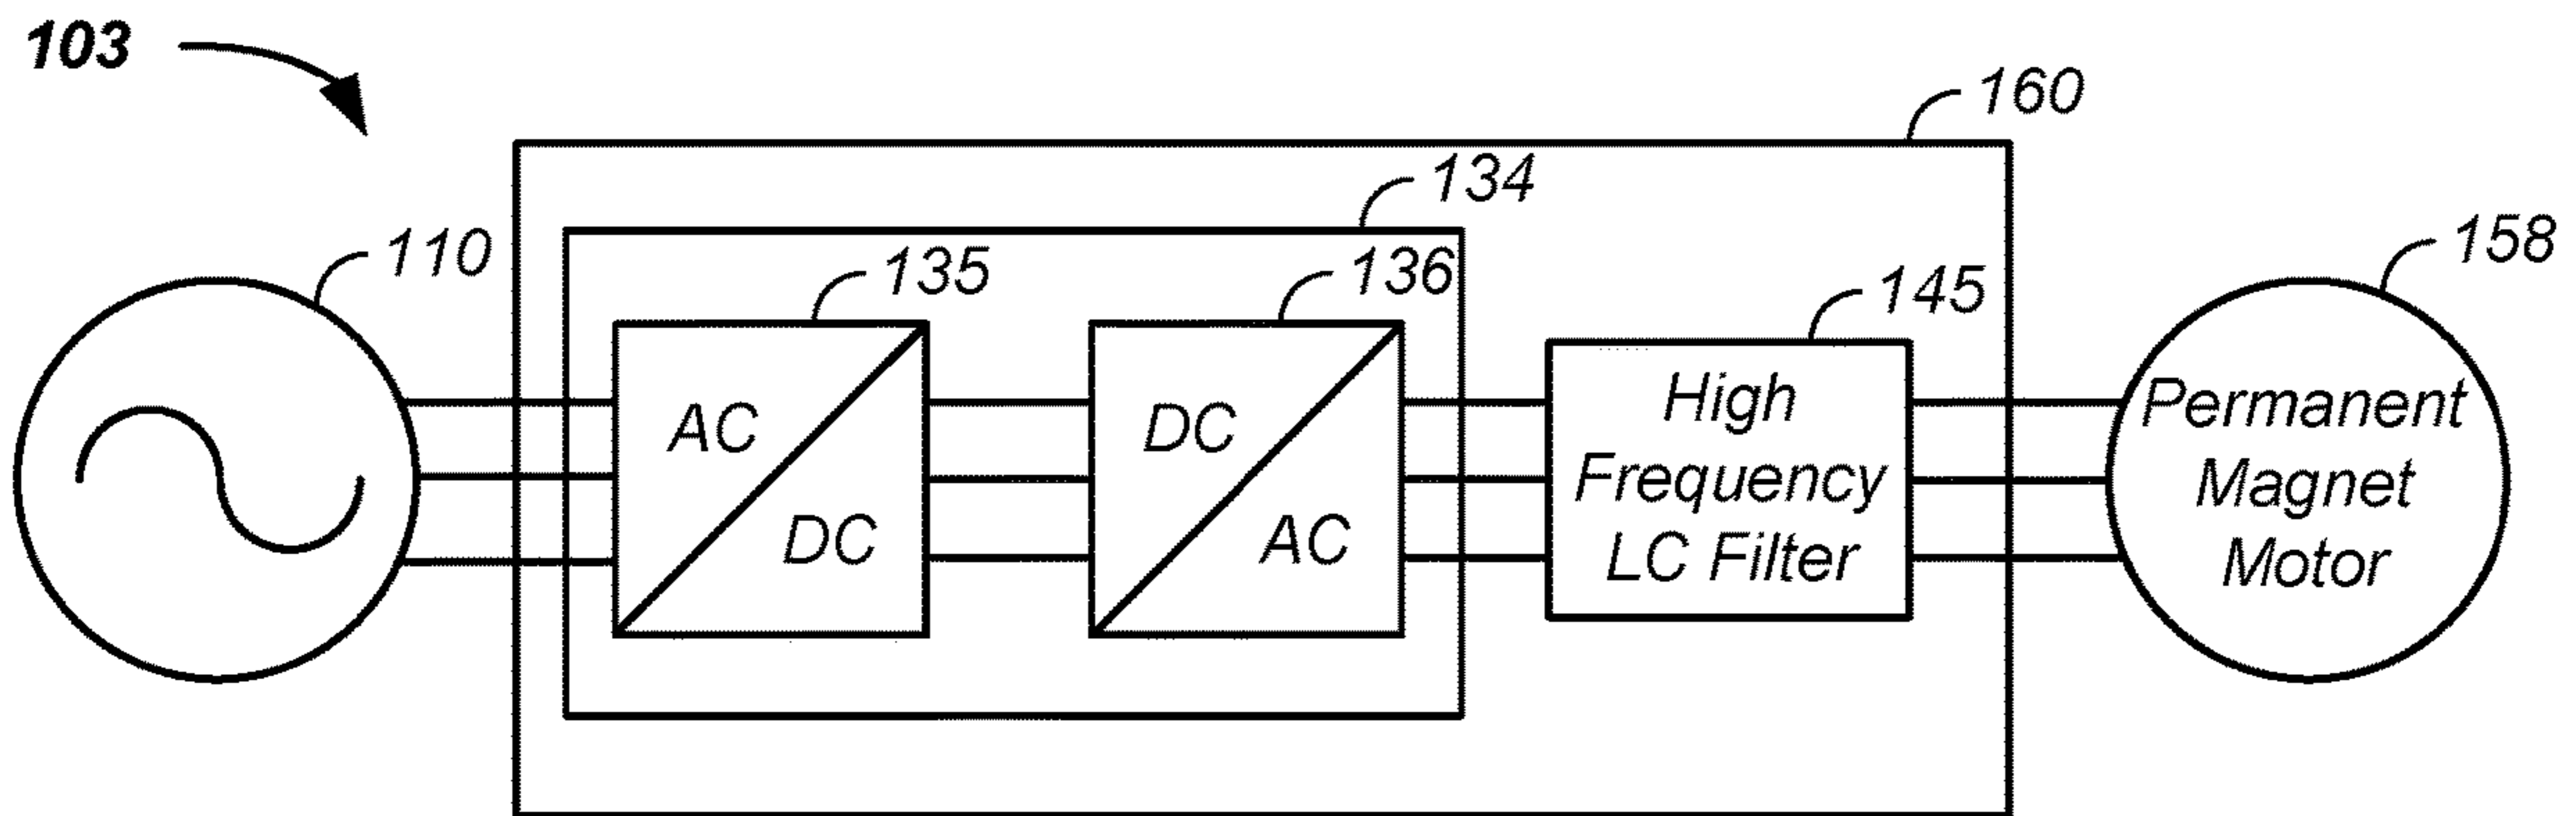 103
160
134
110
135
136
145
158
AC
DC
DC
AC
High
Frequency
LC Filter
Permanent
Magnet
Motor